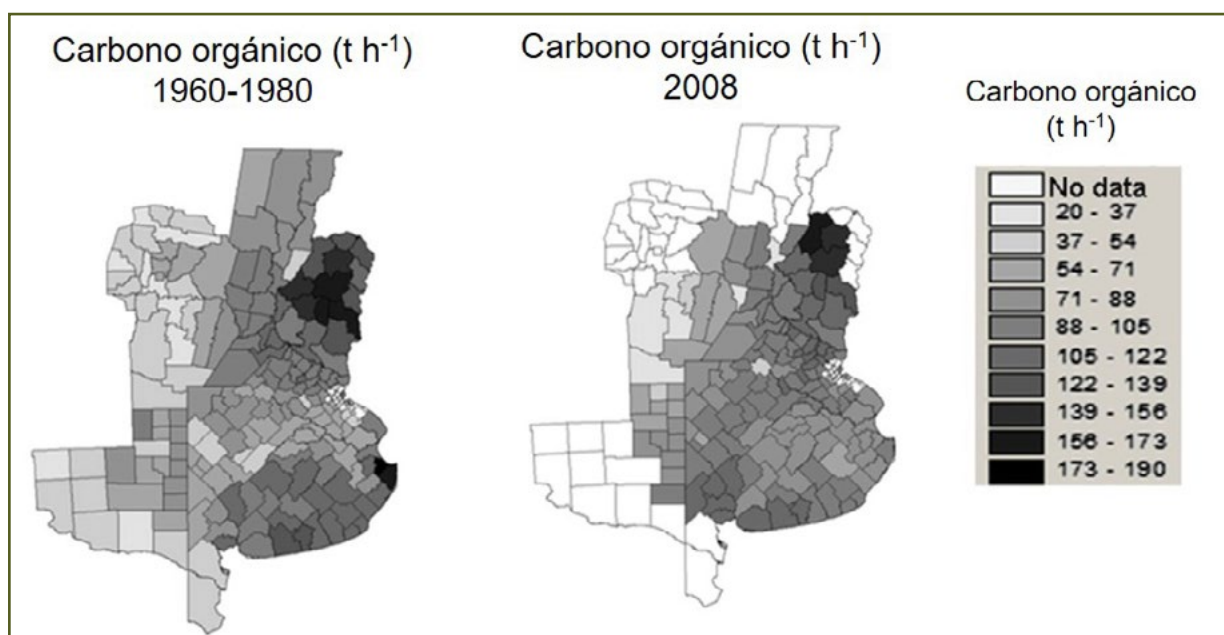 Carbono orgánico (t h-1)
1960-1980
Carbono orgánico (t h-1)
2008
Carbono orgánico
(t h-1)
No data
20 - 37
37 - 54
54 - 71
71 - 88
88 - 105
105 - 122
122 - 139
139 - 156
156 - 173
173 - 190